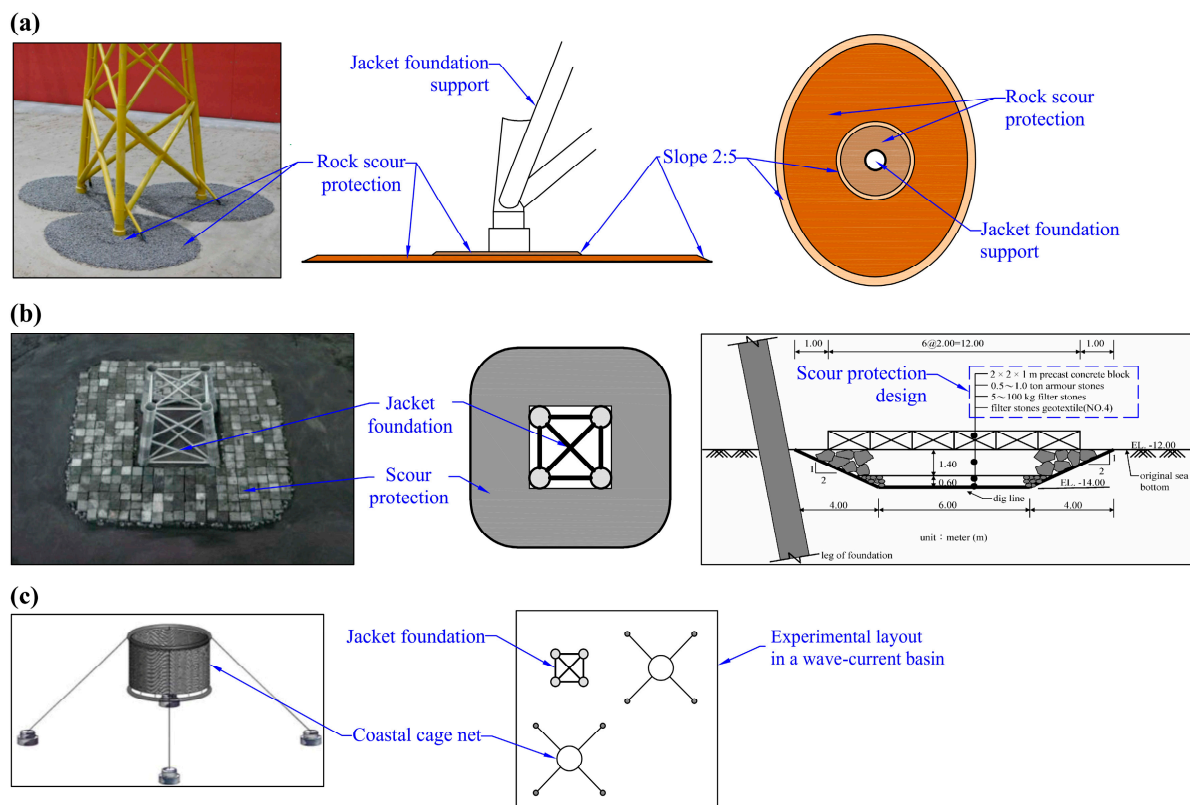 (a)
Jacket foundation
support
Rock scour
protection
Slope 2:5
Rock scour
protection
Jacket foundation
support
(b)
Jacket
foundation
Scour
protection
1.00
6@2.00=12.00
1.00
Scour protection
design
2 × 2 × 1 m precast concrete block
0.5~1.0 ton armour stones
5~100 kg filter stones
filter stones geotextile(NO.4)
EL. -12.00
1
2
1.40
0.60
1
2
original sea
bottom
EL. -14.00
dig line
4.00
6.00
4.00
unit：meter (m)
leg of foundation
(c)
Jacket foundation
Coastal cage net
Experimental layout
in a wave-current basin